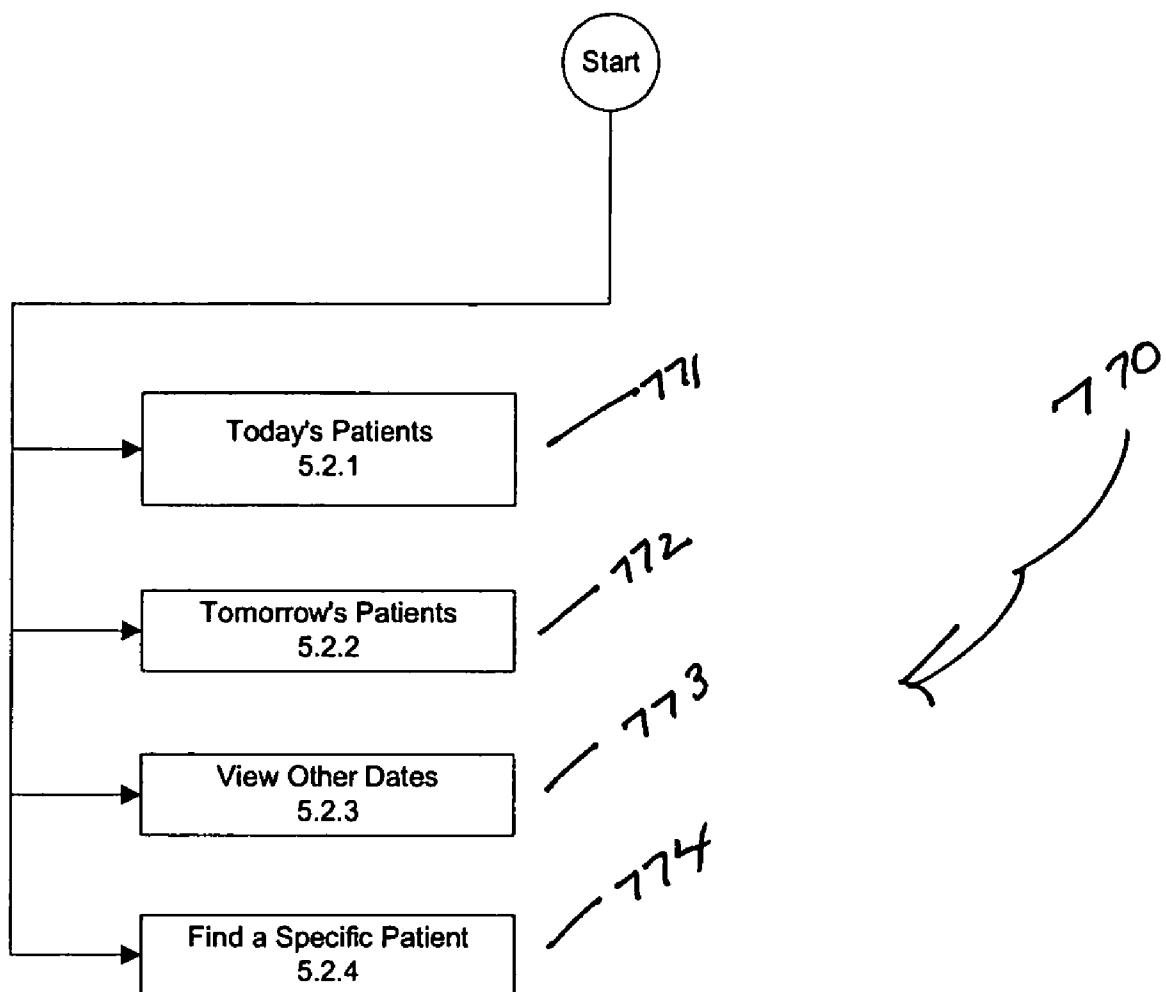 Start
771
770
Today's Patients
5.2.1
772
Tomorrow's Patients
5.2.2
773
View Other Dates
5.2.3
774
Find a Specific Patient
5.2.4